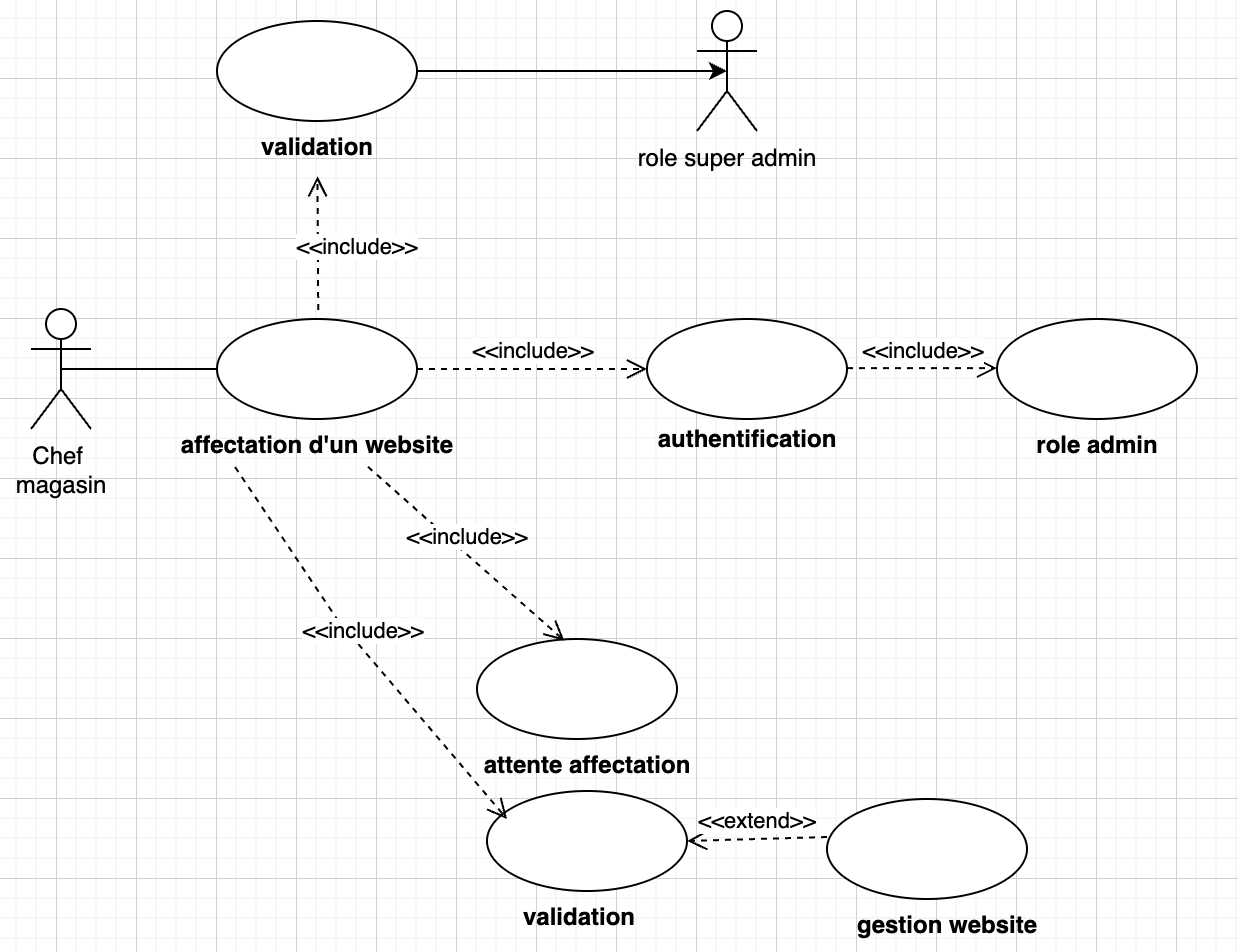 validation
role super admin
<<include>>
<<include>>
<<include>>
affectation d'un website
authentification
role admin
Chef
magasin
<<include>>
<<include>>
attente affectation
<<extend>>
validation
gestion website